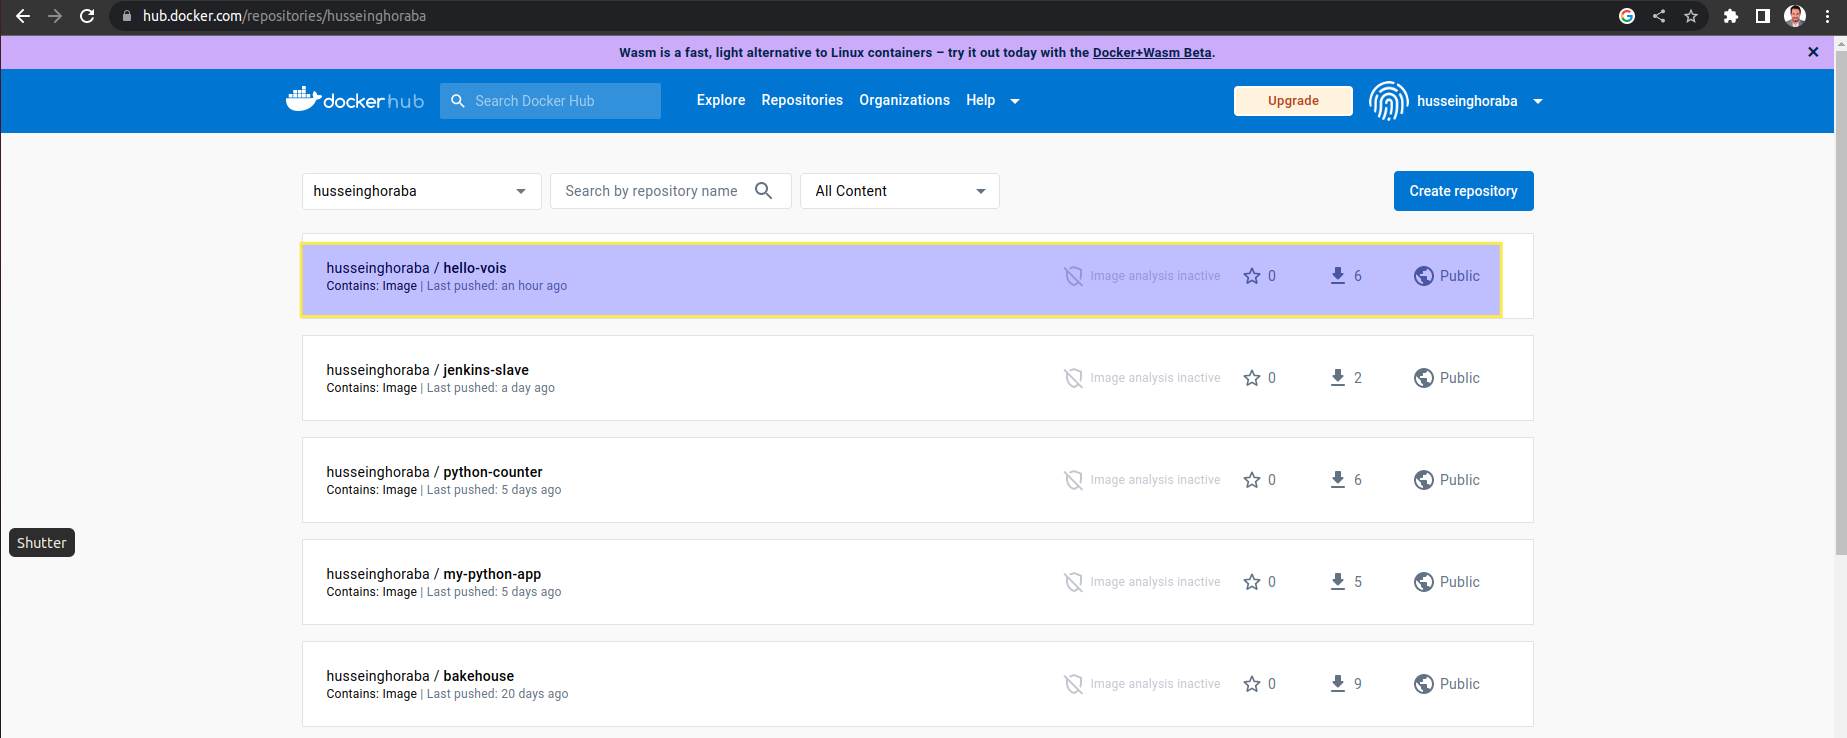 hub.docker.com/repositories/husseinghoraba
Wasm is a fast, light alternative to Linux containers – try it out today with the Docker+Wasm Beta.
docker hub Search Docker Hub Explore Repositories Organizations Help Upgrade husseinghoraba
husseinghoraba Search by repository name All Content Create repository
husseinghoraba / hello-vois
Contains: Image | Last pushed: an hour ago
Image analysis inactive 0 6 Public
husseinghoraba / jenkins-slave
Contains: Image | Last pushed: a day ago
Image analysis inactive 0 2 Public
husseinghoraba / python-counter
Contains: Image | Last pushed: 5 days ago
Image analysis inactive 0 6 Public
Shutter
husseinghoraba / my-python-app
Contains: Image | Last pushed: 5 days ago
Image analysis inactive 0 5 Public
husseinghoraba / bakehouse
Contains: Image | Last pushed: 20 days ago
Image analysis inactive 0 9 Public